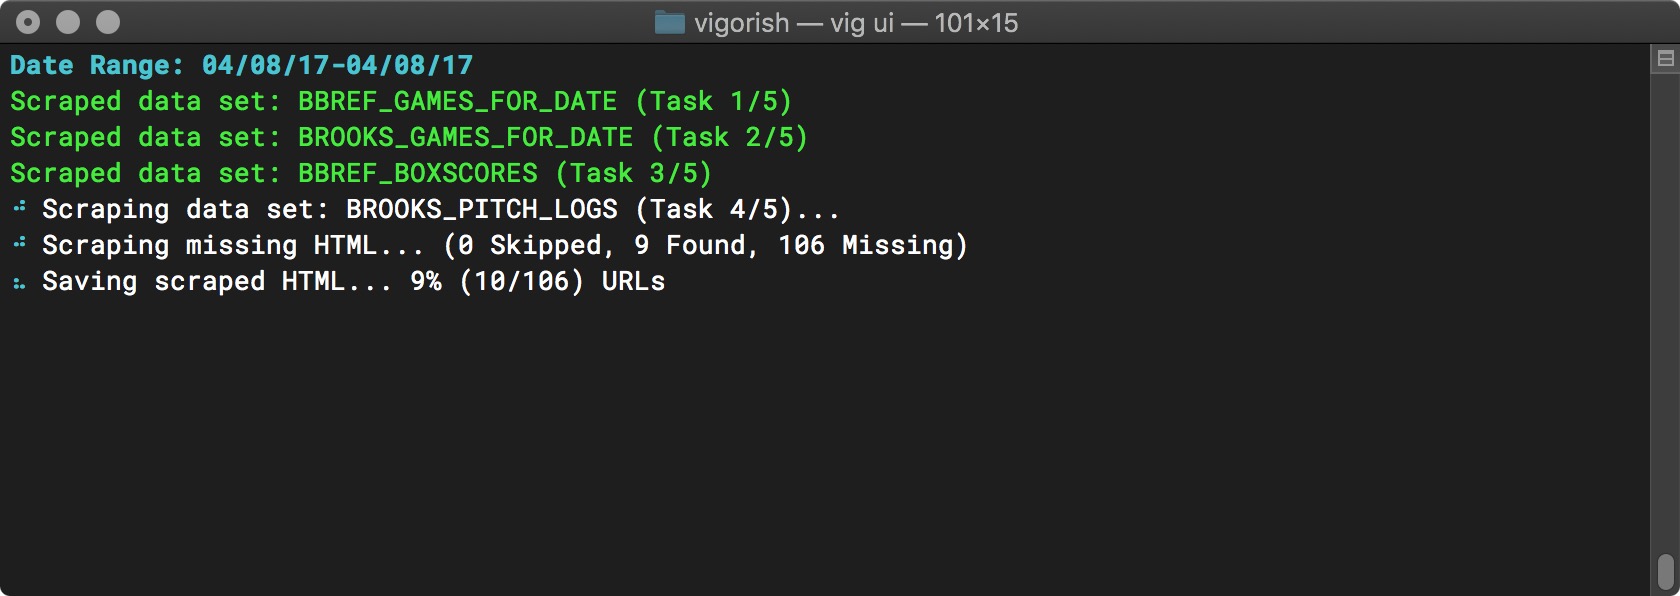 vigorish — vig ui — 101×15
Date Range: 04/08/17-04/08/17
Scraped data set: BBREF_GAMES_FOR_DATE (Task 1/5)
Scraped data set: BROOKS_GAMES_FOR_DATE (Task 2/5)
Scraped data set: BBREF_BOXSCORES (Task 3/5)
Scraping data set: BROOKS_PITCH_LOGS (Task 4/5)...
Scraping missing HTML... (0 Skipped, 9 Found, 106 Missing)
Saving scraped HTML... 9% (10/106) URLs